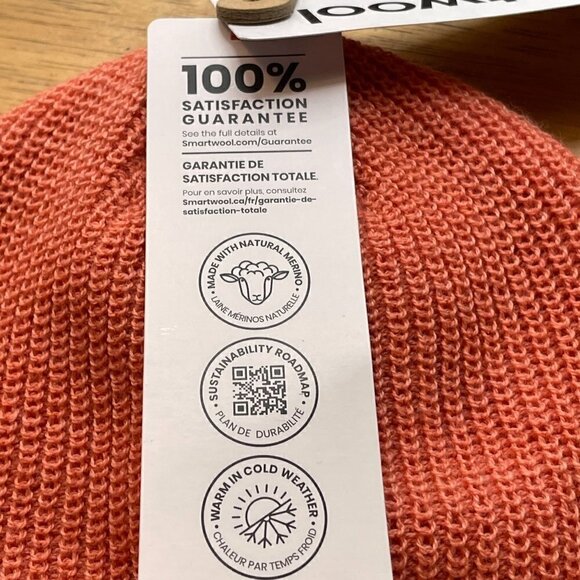 wool
100%
SATISFACTION
GUARANTEE
See the full details at
Smartwool.com/Guarantee
GARANTIE DE
SATISFACTION TOTALE.
Pour en savoir plus, consultez
Smartwool.ca/fr/garantie-de-
satisfaction-totale
• MADE WITH NATURAL MERINO •
LAINE MÉRINOS NATURELLE
• SUSTAINABILITY ROADMAP •
PLAN DE DURABILITÉ
• WARM IN COLD WEATHER •
CHALEUR PAR TEMPS FROID